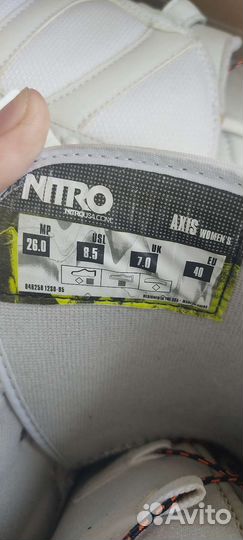 NITRO
NITROUSA.COM
AXIS WOMEN'S
MP USL UK EU
26.0 8.5 7.0 40
Avito